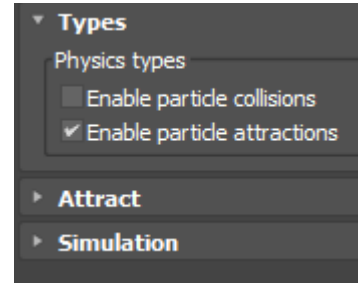 Types
Physics types
Enable particle collisions
Enable particle attractions
Attract
Simulation